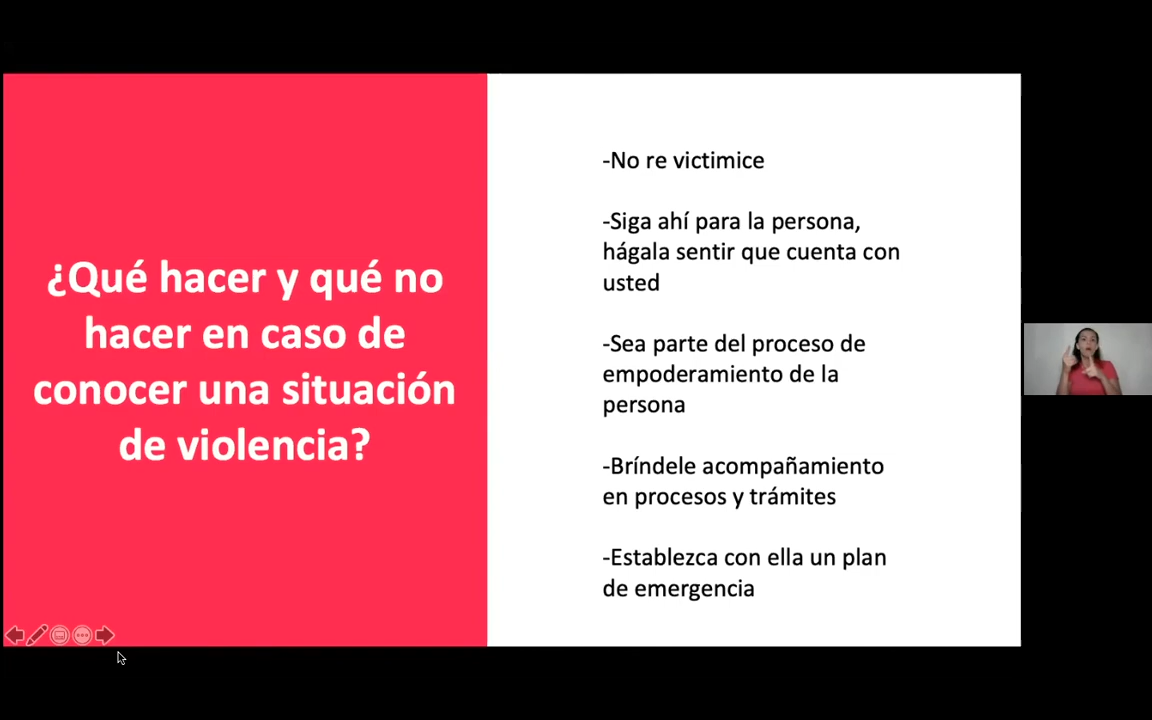 ¿Qué hacer y qué no
hacer en caso de
conocer una situación
de violencia?
-No re victimice
-Siga ahí para la persona,
hágala sentir que cuenta con
usted
-Sea parte del proceso de
empoderamiento de la
persona
-Bríndele acompañamiento
en procesos y trámites
-Establezca con ella un plan
de emergencia